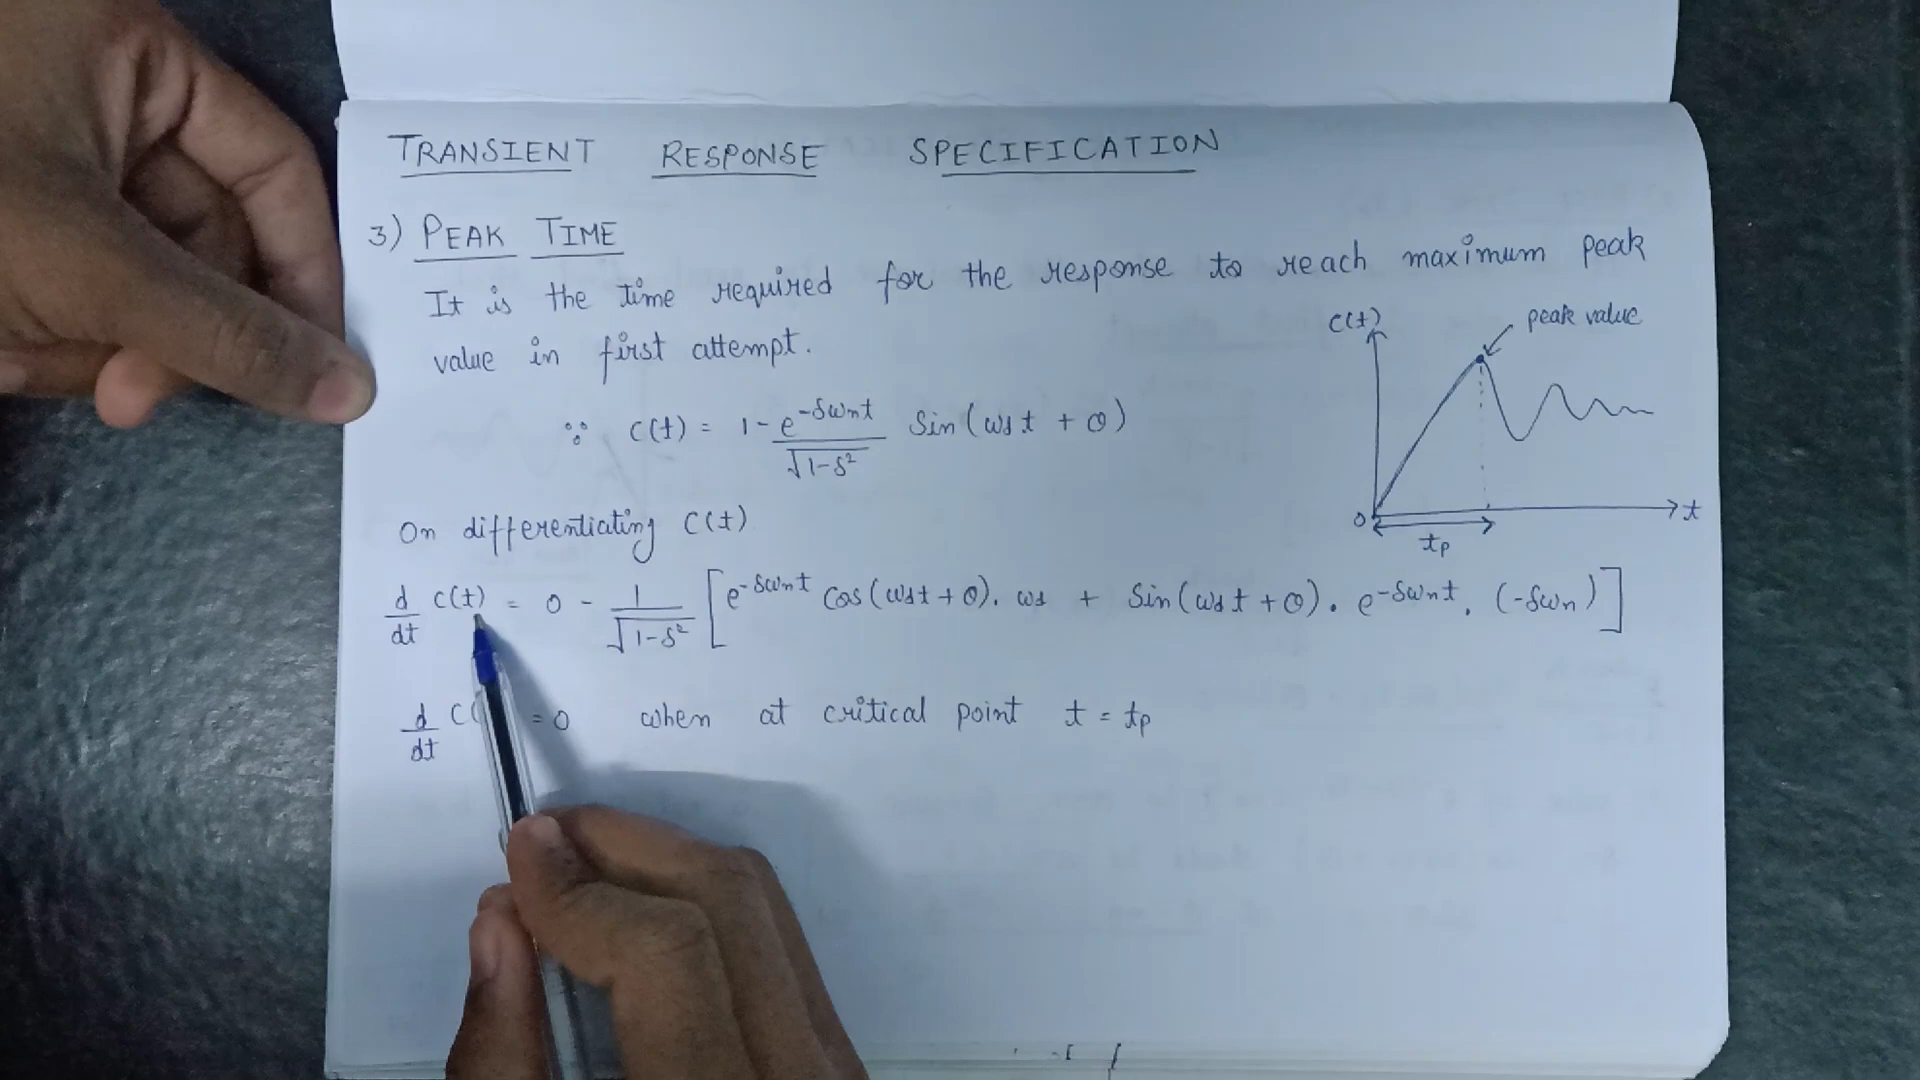 TRANSIENT RESPONSE SPECIFICATION
3) PEAK TIME
It is the time required for the response to reach maximum peak
value in first attempt.
C(t)
peak value
∵ C(t) = 1 - e^-δωnt / √1-δ² Sin(ωdt + θ)
0
t
tp
On differentiating C(t)
d/dt C(t) = 0 - 1/√1-δ² [e^-δωnt Cos(ωdt + θ). ωd + Sin(ωdt + θ). e^-δωnt. (-δωn)]
d/dt C( = 0 when at critical point t = tp